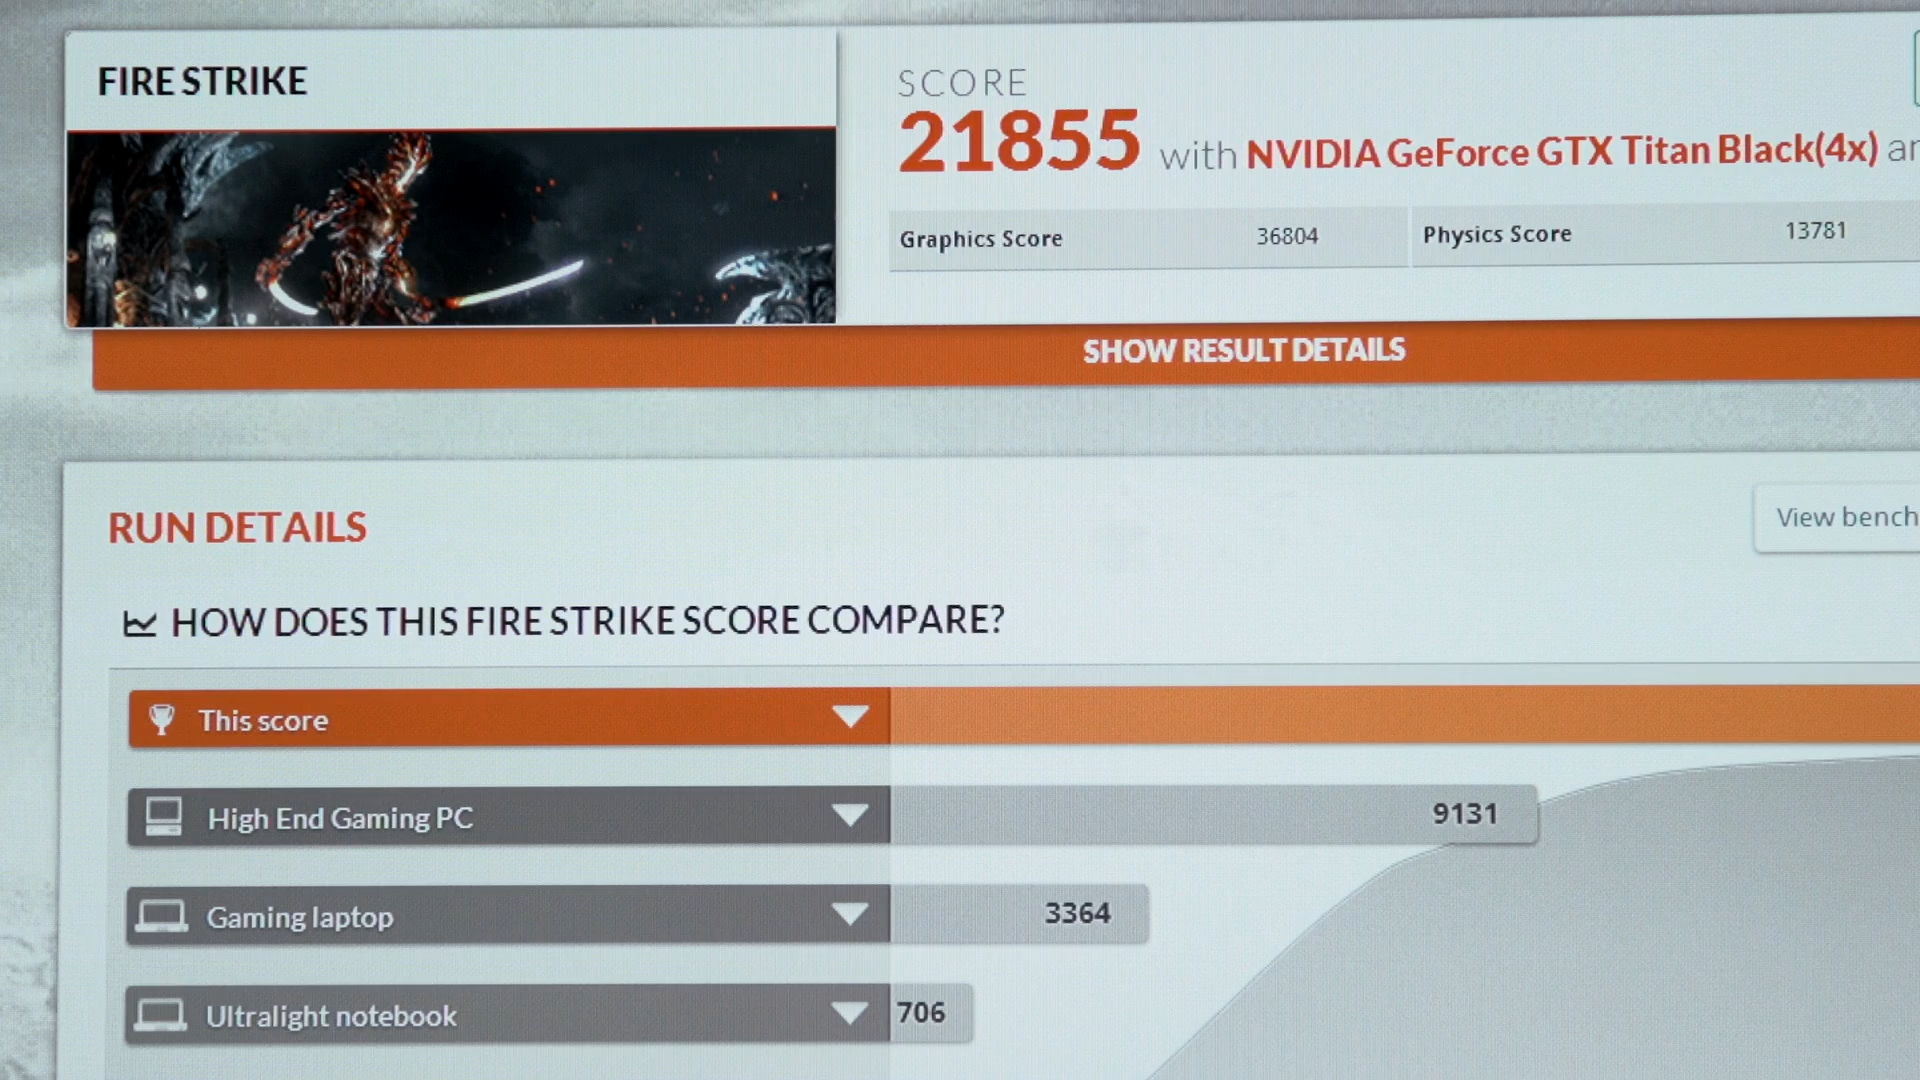 FIRE STRIKE
SCORE
21855 with NVIDIA GeForce GTX Titan Black(4x)
Graphics Score 36804 Physics Score 13781
SHOW RESULT DETAILS
RUN DETAILS
View bench
HOW DOES THIS FIRE STRIKE SCORE COMPARE?
This score
High End Gaming PC 9131
Gaming laptop 3364
Ultralight notebook 706